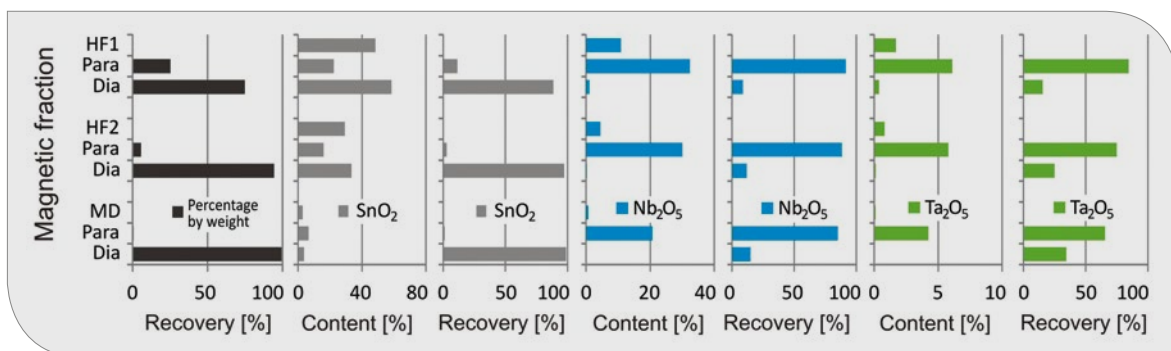 Magnetic fraction
HF1
Para
Dia
HF2
Para
Dia
MD
Para
Dia
Percentage
by weight
SnO₂
SnO₂
Nb₂O₅
Nb₂O₅
Ta₂O₅
Ta₂O₅
0 50 100
0 40 80
0 50 100
0 20 40
0 50 100
0 5 10
0 50 100
Recovery [%]
Content [%]
Recovery [%]
Content [%]
Recovery [%]
Content [%]
Recovery [%]